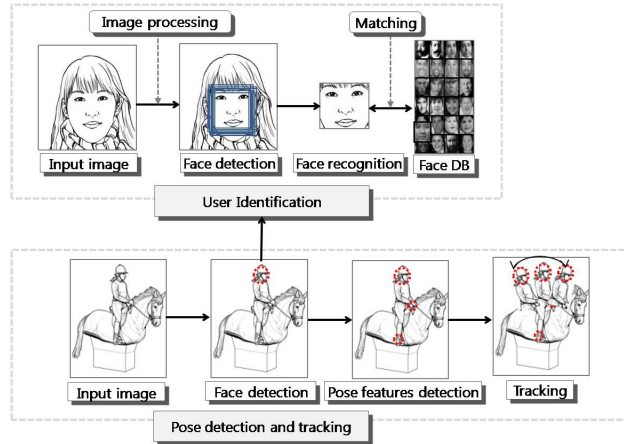 Image processing
Matching
Input image
Face detection
Face recognition
Face DB
User Identification
Input image
Face detection
Pose features detection
Tracking
Pose detection and tracking